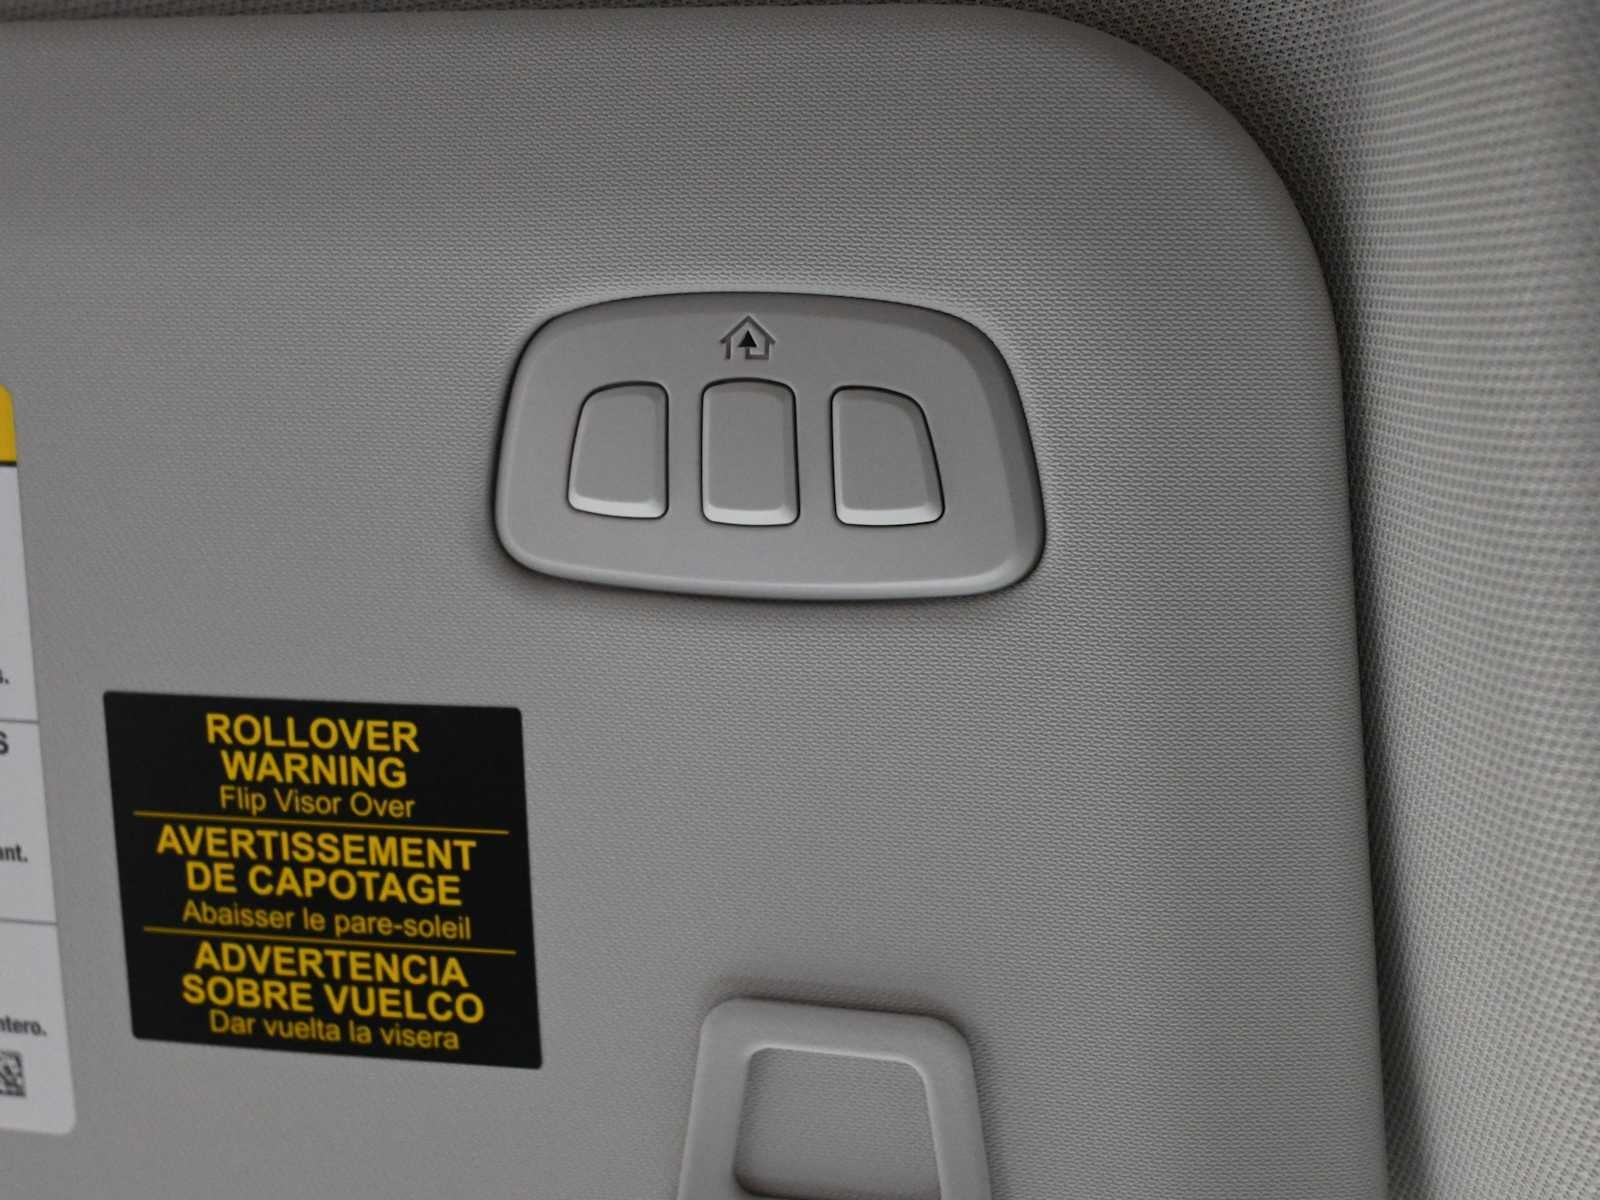 ROLLOVER
WARNING
Flip Visor Over
AVERTISSEMENT
DE CAPOTAGE
Abaisser le pare-soleil
ADVERTENCIA
SOBRE VUELCO
Dar vuelta la visera